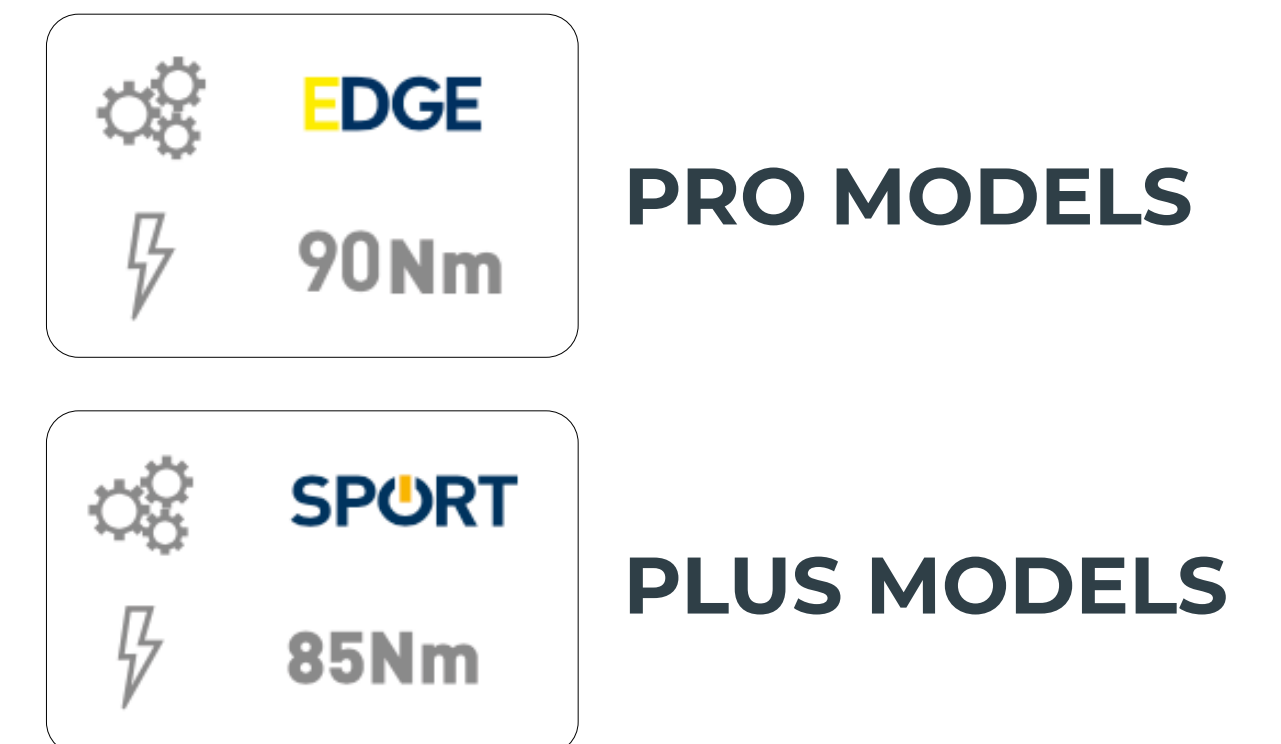 EDGE
90Nm
PRO MODELS
SPORT
85Nm
PLUS MODELS